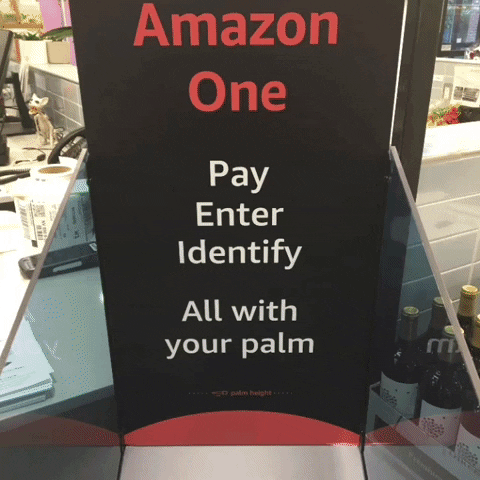 Amazon
One
Pay
Enter
Identify
All with
your palm
palm height